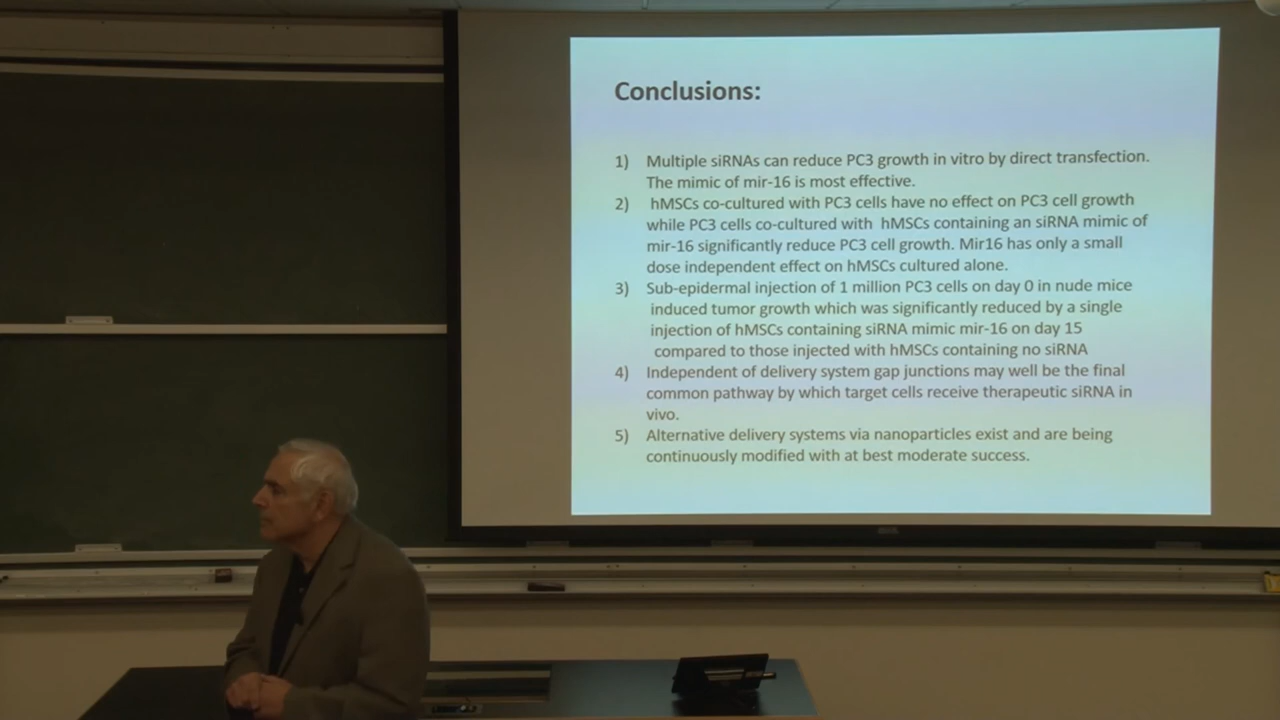 Conclusions:
1) Multiple siRNAs can reduce PC3 growth in vitro by direct transfection.
The mimic of mir-16 is most effective.
2) hMSCs co-cultured with PC3 cells have no effect on PC3 cell growth
while PC3 cells co-cultured with hMSCs containing an siRNA mimic of
mir-16 significantly reduce PC3 cell growth. Mir16 has only a small
dose independent effect on hMSCs cultured alone.
3) Sub-epidermal injection of 1 million PC3 cells on day 0 in nude mice
induced tumor growth which was significantly reduced by a single
injection of hMSCs containing siRNA mimic mir-16 on day 15
compared to those injected with hMSCs containing no siRNA
4) Independent of delivery system gap junctions may well be the final
common pathway by which target cells receive therapeutic siRNA in
vivo.
5) Alternative delivery systems via nanoparticles exist and are being
continuously modified with at best moderate success.